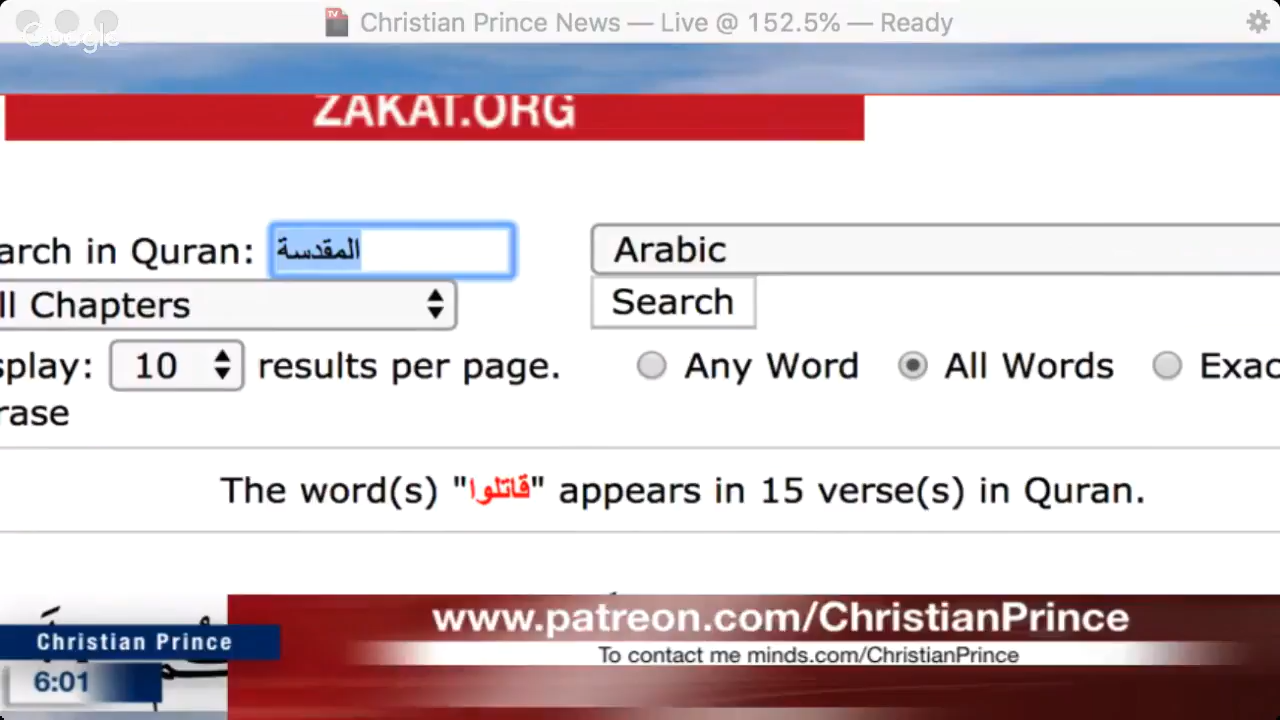 Christian Prince News — Live @ 152.5% — Ready
Google
ZAKAT.ORG
arch in Quran: المقدسة Arabic
ll Chapters Search
splay: 10 results per page. Any Word All Words Exac
rase
The word(s) "قاتلوا" appears in 15 verse(s) in Quran.
www.patreon.com/ChristianPrince
Christian Prince
To contact me minds.com/ChristianPrince
6:01